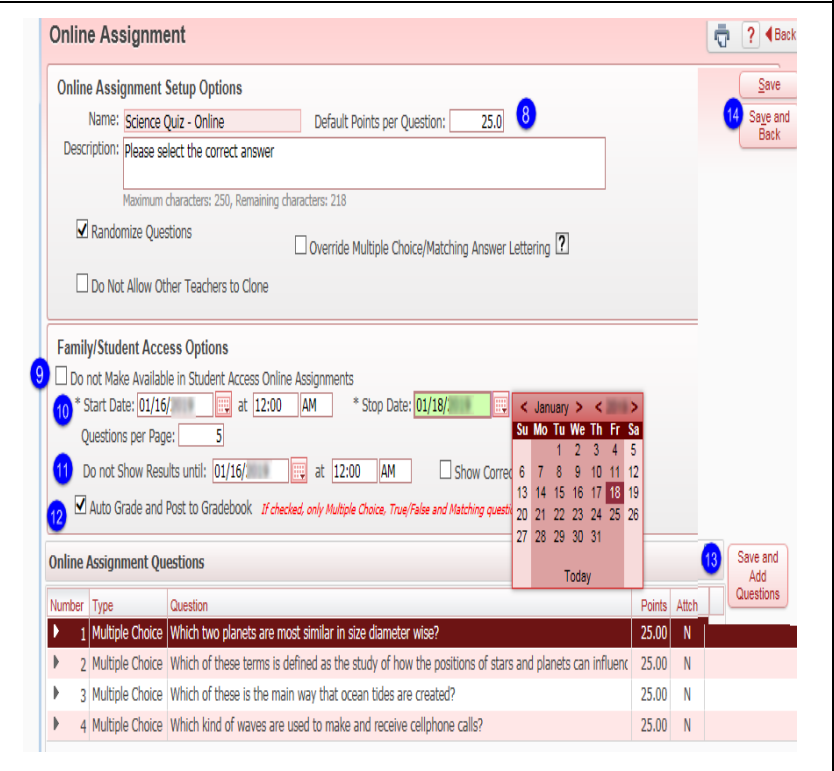 Online Assignment
? Back
Online Assignment Setup Options
Save
Name: Science Quiz - Online Default Points per Question: 25.0 8
14 Save and Back
Description: Please select the correct answer
Maximum characters: 250, Remaining characters: 218
Randomize Questions
Override Multiple Choice/Matching Answer Lettering ?
Do Not Allow Other Teachers to Clone
Family/Student Access Options
9 Do not Make Available in Student Access Online Assignments
10 * Start Date: 01/16/ at 12:00 AM * Stop Date: 01/18/
Questions per Page: 5
11 Do not Show Results until: 01/16/ at 12:00 AM Show Correc
12 Auto Grade and Post to Gradebook If checked, only Multiple Choice, True/False and Matching questi
< January > < >
Su Mo Tu We Th Fr Sa
1 2 3 4 5
6 7 8 9 10 11 12
13 14 15 16 17 18 19
20 21 22 23 24 25 26
27 28 29 30 31
Today
Online Assignment Questions
13 Save and Add Questions
Number Type Question Points Attch
1 Multiple Choice Which two planets are most similar in size diameter wise? 25.00 N
2 Multiple Choice Which of these terms is defined as the study of how the positions of stars and planets can influenc 25.00 N
3 Multiple Choice Which of these is the main way that ocean tides are created? 25.00 N
4 Multiple Choice Which kind of waves are used to make and receive cellphone calls? 25.00 N